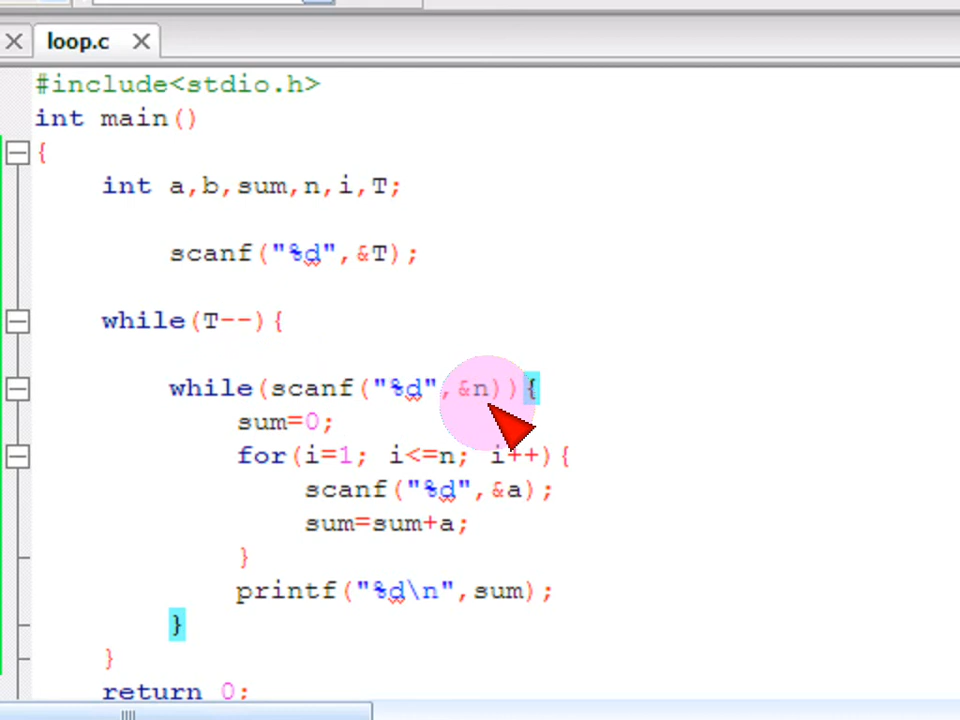 loop.c
#include<stdio.h>
int main()
{
int a,b,sum,n,i,T;
scanf("%d",&T);
while(T--){
while(scanf("%d",&n)){
sum=0;
for(i=1; i<=n; i++){
scanf("%d",&a);
sum=sum+a;
}
printf("%d\n",sum);
}
}
return 0;